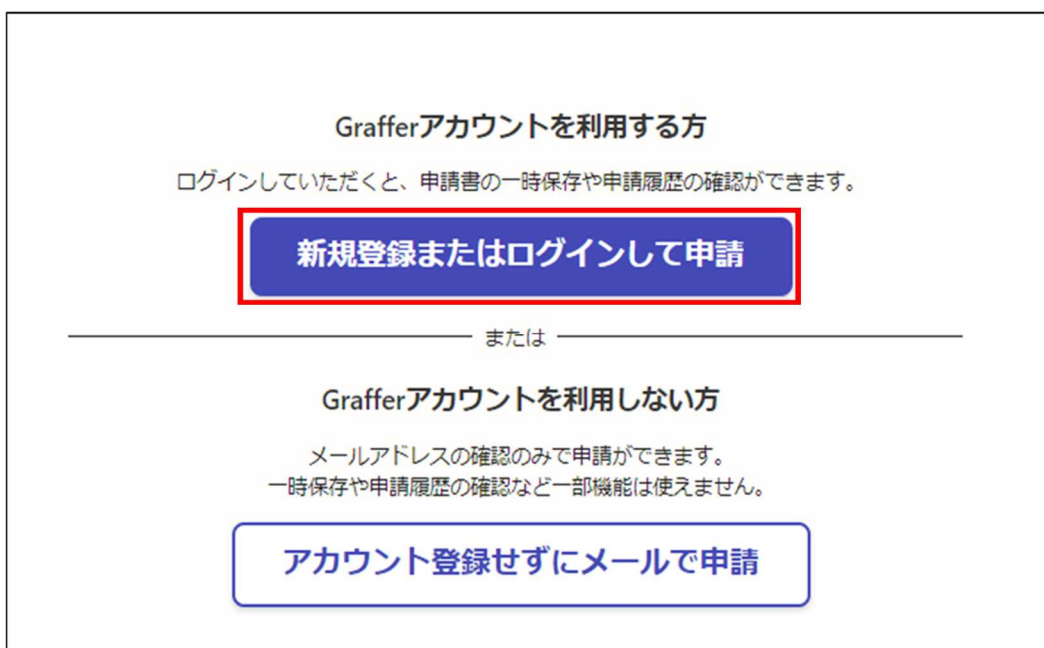 Grafferアカウントを利用する方
ログインしていただくと、申請書の一時保存や申請履歴の確認ができます。
新規登録またはログインして申請
または
Grafferアカウントを利用しない方
メールアドレスの確認のみで申請ができます。
一時保存や申請履歴の確認など一部機能は使えません。
アカウント登録せずにメールで申請